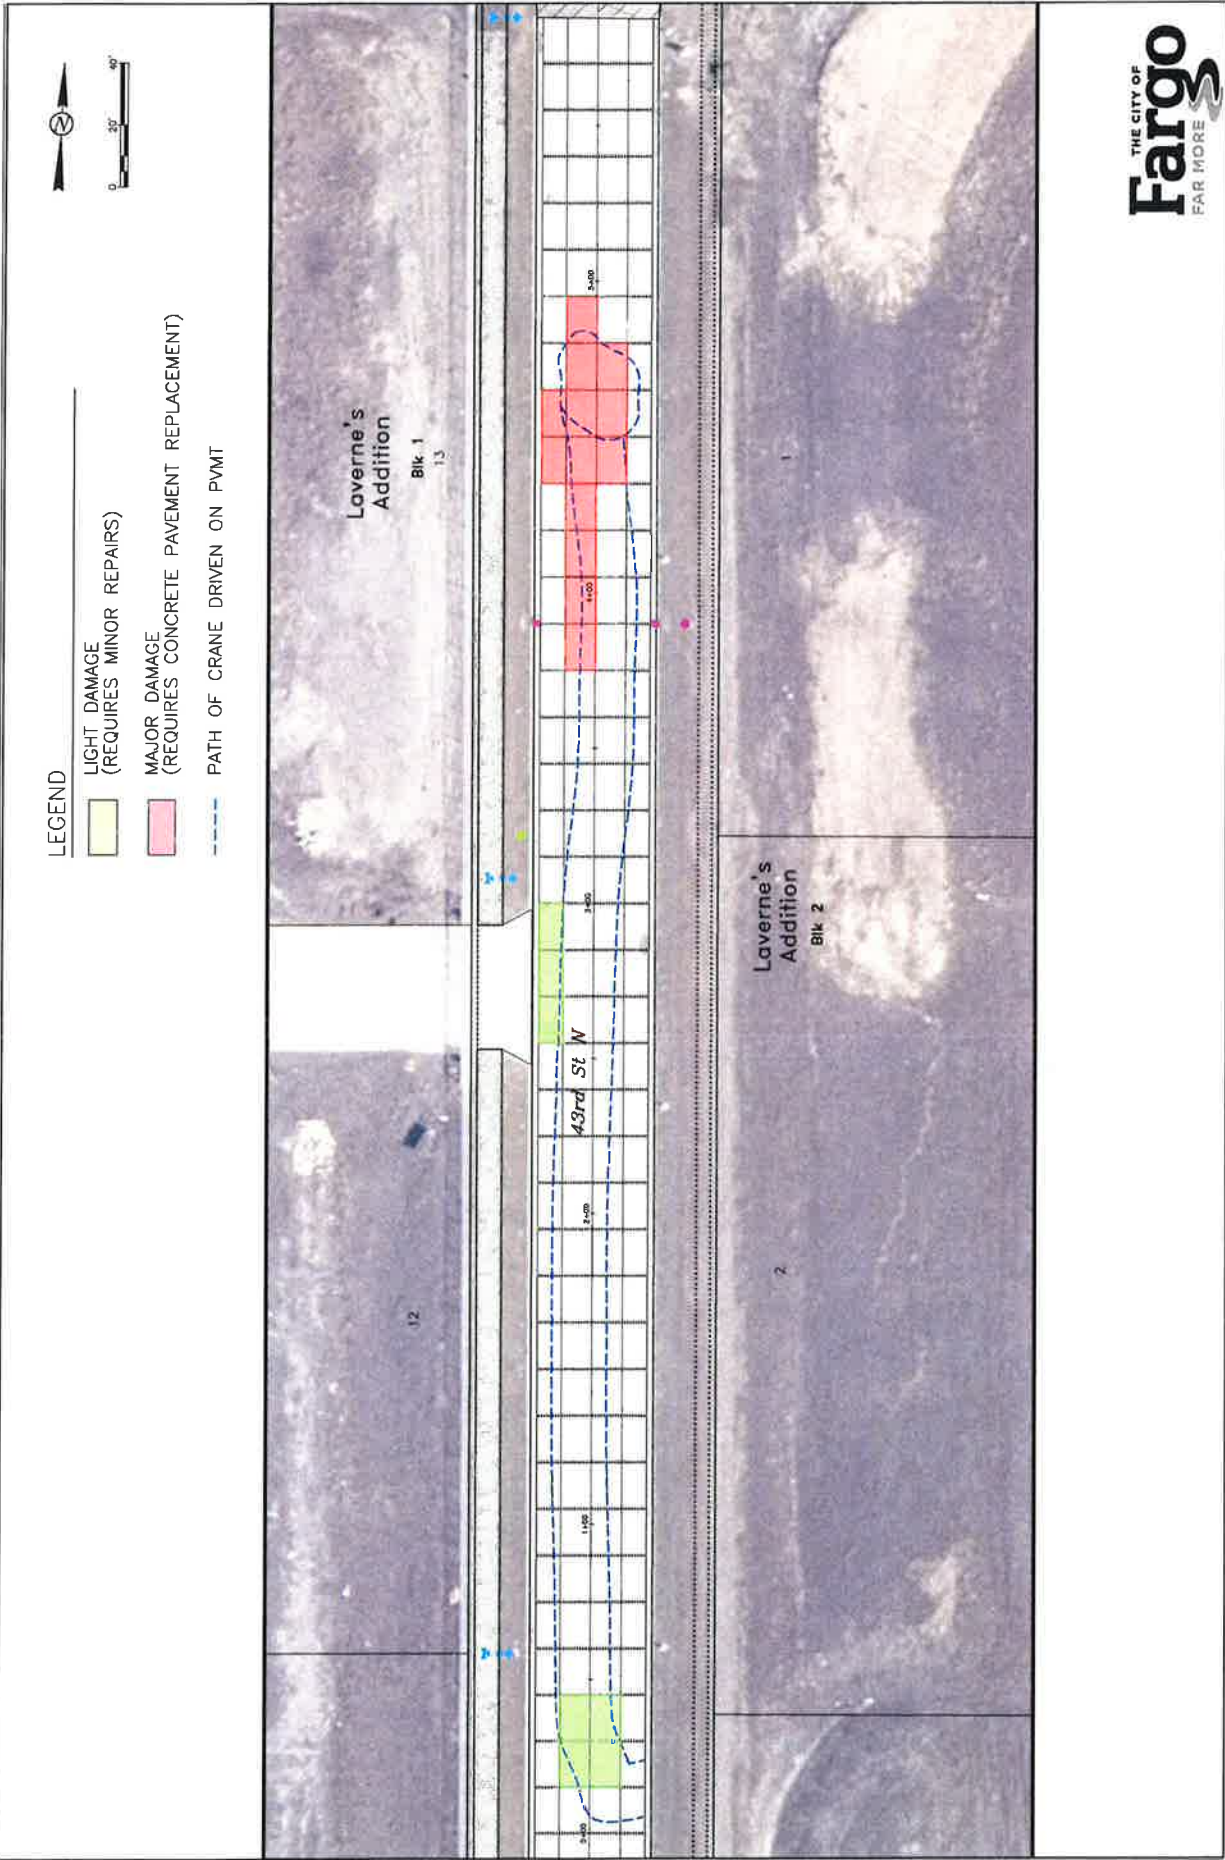 LEGEND
LIGHT DAMAGE
(REQUIRES MINOR REPAIRS)
MAJOR DAMAGE
(REQUIRES CONCRETE PAVEMENT REPLACEMENT)
PATH OF CRANE DRIVEN ON PVMT
N
0 20' 40'
Laverne's
Addition
Blk 1
13
12
0+00
1+00
2+00
3+00
4+00
5+00
43rd St N
Laverne's
Addition
Blk 2
1
2
THE CITY OF
Fargo
FAR MORE